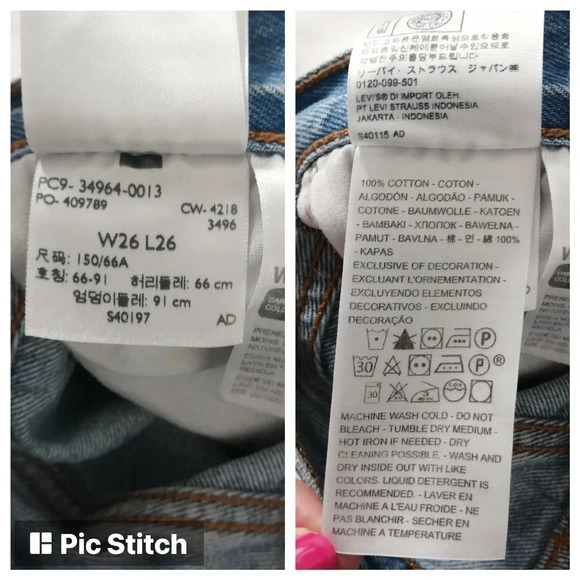 PC9- 34964-0013
PO- 409789
CW- 4218
3496
W26 L26
尺码: 150/66A
호칭: 66-91 허리둘레: 66 cm
엉덩이둘레: 91 cm
S40197
AD
PRENE
NATURE
Pic Stitch
リーバイ・ストラウス ジャパン㈱
0120-099-501
LEVI'S® DI IMPORT OLEH:
PT LEVI STRAUSS INDONESIA
JAKARTA - INDONESIA
S40115 AD
100% COTTON - COTON -
ALGODÓN - ALGODÃO - PAMUK -
COTONE - BAUMWOLLE - KATOEN
- BAMBAKI - ХЛОПОК - BAWEŁNA -
PAMUT - BAVLNA - 棉 - 면 - 綿 100%
- KAPAS
EXCLUSIVE OF DECORATION -
EXCLUANT L'ORNEMENTATION -
EXCLUYENDO ELEMENTOS
DECORATIVOS - EXCLUINDO
DECORAÇÃO
30
30
MACHINE WASH COLD - DO NOT
BLEACH - TUMBLE DRY MEDIUM -
HOT IRON IF NEEDED - DRY
CLEANING POSSIBLE. - WASH AND
DRY INSIDE OUT WITH LIKE
COLORS. LIQUID DETERGENT IS
RECOMMENDED. - LAVER EN
MACHINE A L'EAU FROIDE - NE
PAS BLANCHIR - SECHER EN
MACHINE A TEMPERATURE